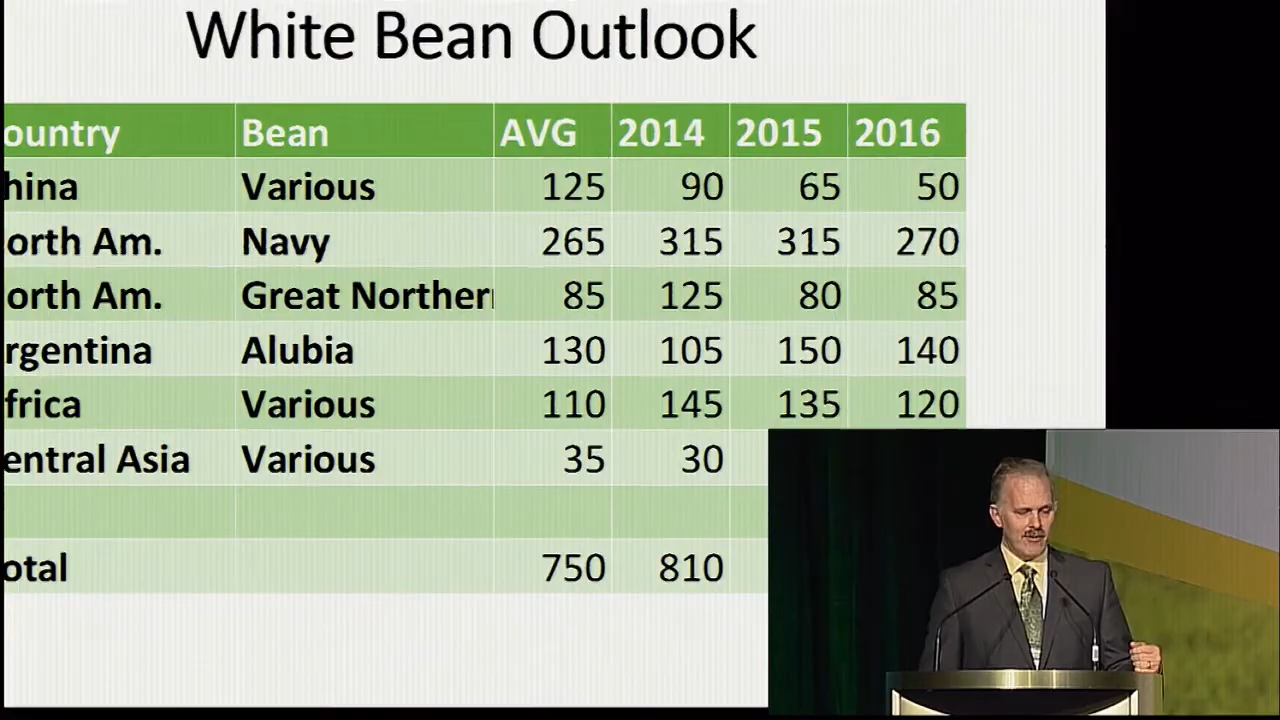 White Bean Outlook
ountry Bean AVG 2014 2015 2016
hina Various 125 90 65 50
orth Am. Navy 265 315 315 270
orth Am. Great Norther 85 125 80 85
rgentina Alubia 130 105 150 140
frica Various 110 145 135 120
entral Asia Various 35 30
otal 750 810